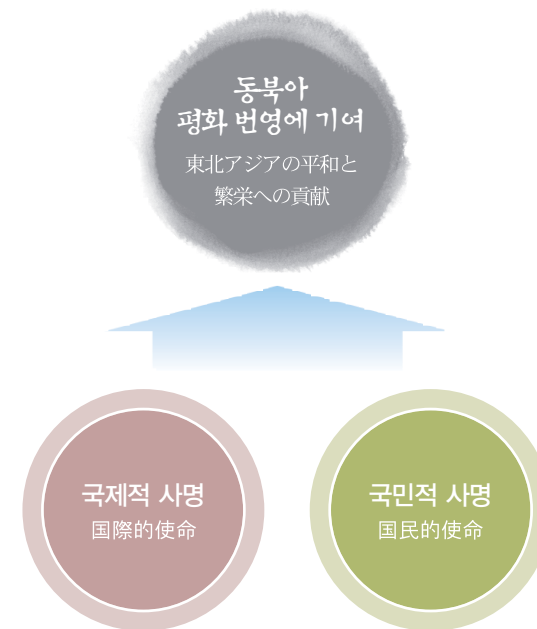 동북아
평화 번영에 기여
東北アジアの平和と
繁栄への貢献
국제적 사명
国際的使命
국민적 사명
国民的使命